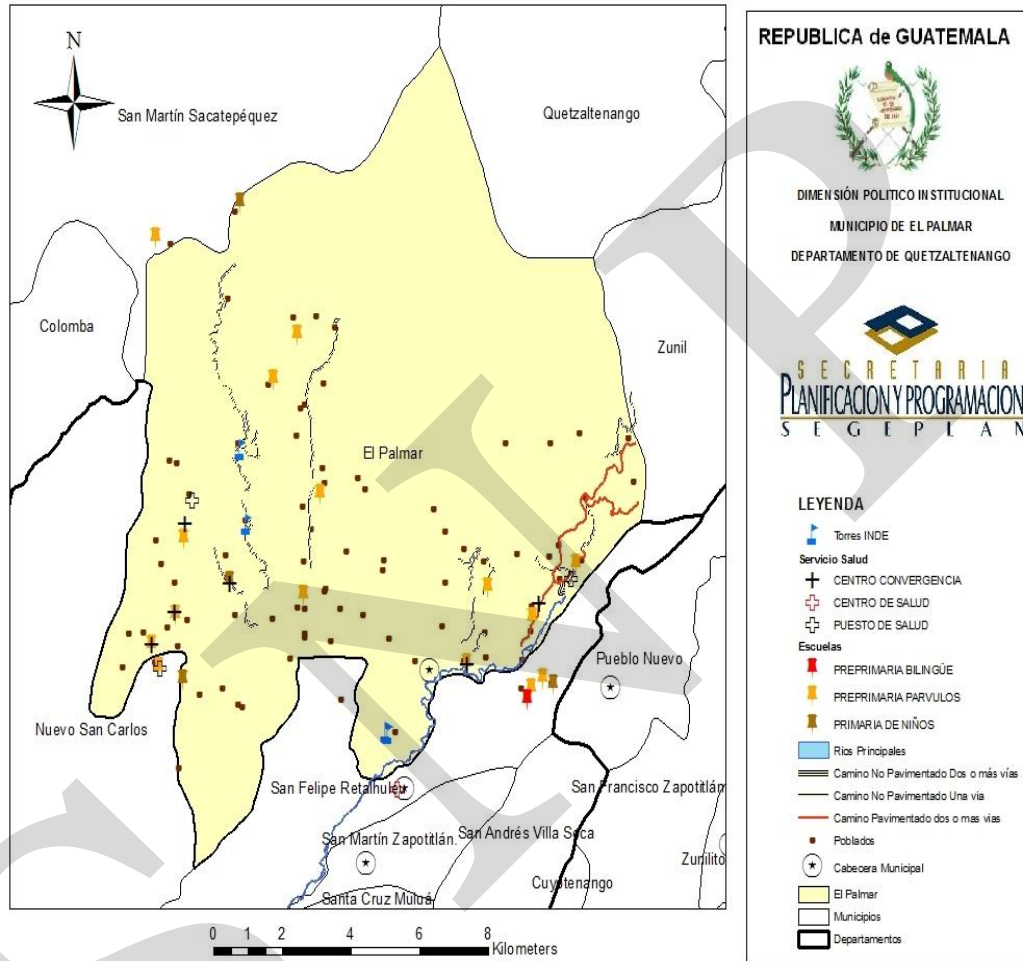 N
San Martín Sacatepéquez
Quetzaltenango
Colomba
Zunil
El Palmar
Pueblo Nuevo
Nuevo San Carlos
San Felipe Retalhuleu
San Francisco Zapotitlán
San Martín Zapotitlán.
San Andrés Villa Seca
Zunilito
Cuyotenango
Santa Cruz Muluá
0 1 2 4 6 8
Kilometers
REPUBLICA de GUATEMALA
DIMENSIÓN POLITICO INSTITUCIONAL
MUNICIPIO DE EL PALMAR
DEPARTAMENTO DE QUETZALTENANGO
SECRETARIA
PLANIFICACION Y PROGRAMACION
SEGEPLAN
LEYENDA
Torres INDE
Servicio Salud
CENTRO CONVERGENCIA
CENTRO DE SALUD
PUESTO DE SALUD
Escuelas
PREPRIMARIA BILINGÜE
PREPRIMARIA PARVULOS
PRIMARIA DE NIÑOS
Rios Principales
Camino No Pavimentado Dos o más vías
Camino No Pavimentado Una vía
Camino Pavimentado dos o mas vias
Poblados
Cabecera Municipal
El Palmar
Municipios
Departamentos
SNIP